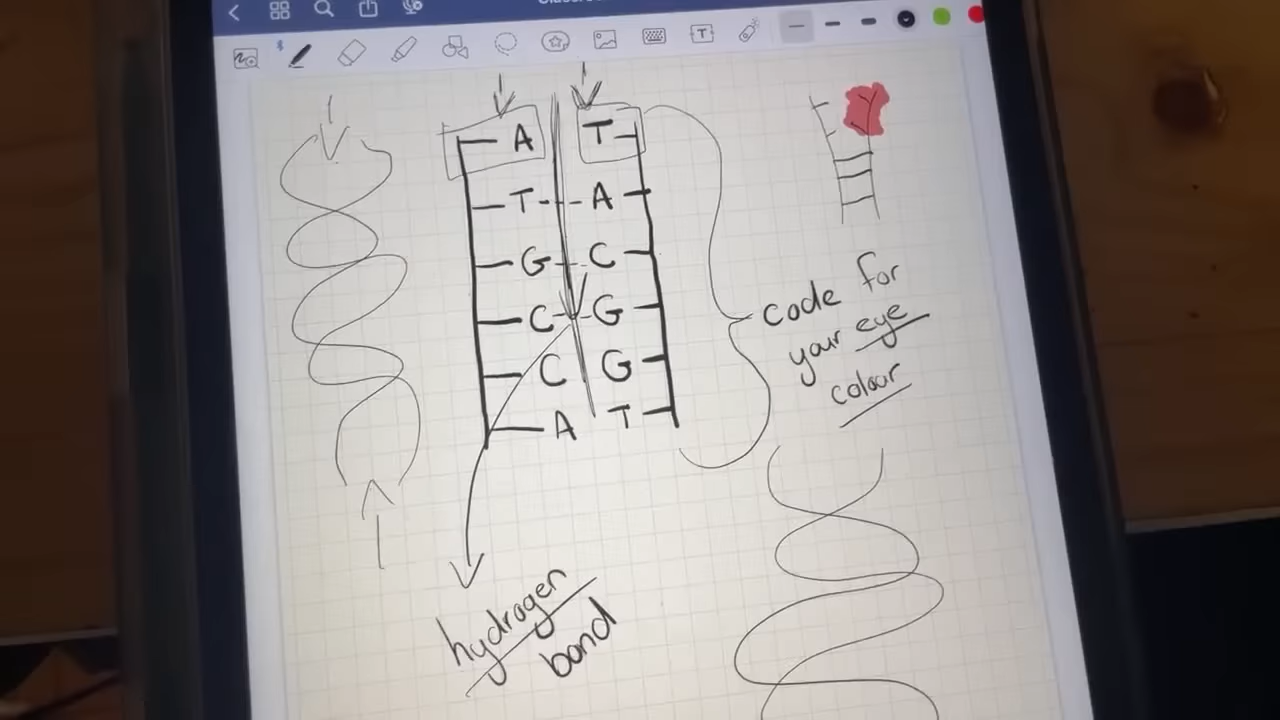 A T
T A
G C
C G
C G
A T
code for
your eye
colour
hydrogen
bond